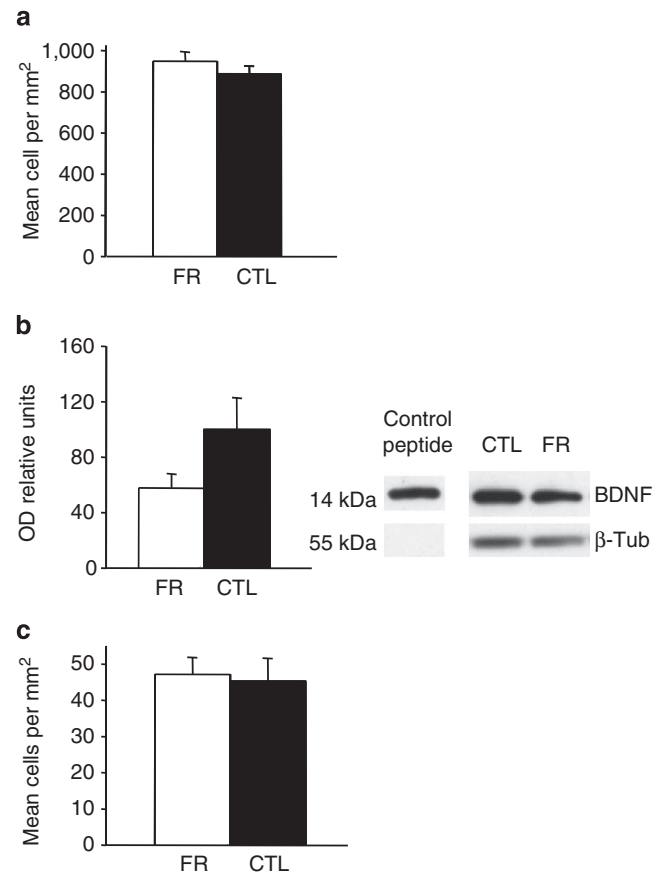 a
Mean cell per mm²
1,000
800
600
400
200
0
FR CTL
b
OD relative units
160
120
80
40
0
FR CTL
Control
peptide
CTL FR
14 kDa
BDNF
55 kDa
β-Tub
c
Mean cells per mm²
50
40
30
20
10
0
FR CTL